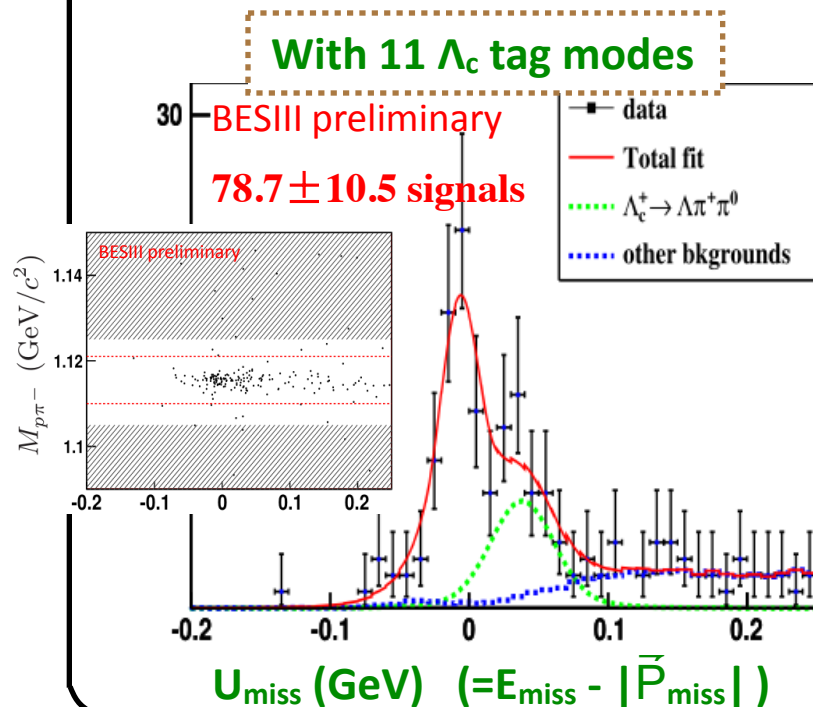 With 11 Λc tag modes
30
BESIII preliminary
78.7±10.5 signals
data
Total fit
Λc+→Λπ+π0
other bkgrounds
BESIII preliminary
Mpπ− (GeV/c2)
1.14
1.12
1.1
-0.2 -0.1 0 0.1 0.2
-0.2 -0.1 0 0.1 0.2
Umiss (GeV) (=Emiss - |P⃗miss| )